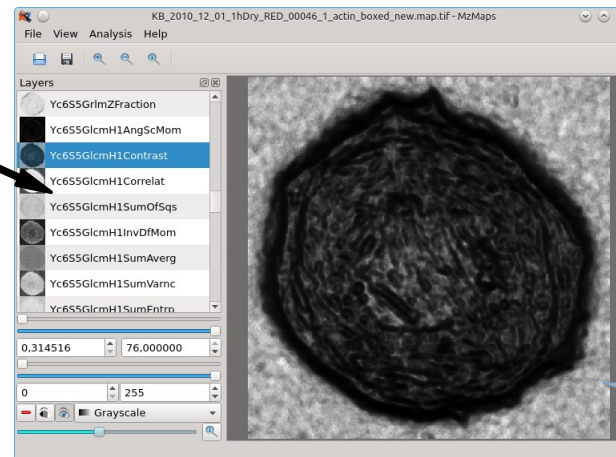 KB_2010_12_01_1hDry_RED_00046_1_actin_boxed_new.map.tif - MzMaps
File View Analysis Help
Layers
Yc6S5GrlmZFraction
Yc6S5GlcmH1AngScMom
Yc6S5GlcmH1Contrast
Yc6S5GlcmH1Correlat
Yc6S5GlcmH1SumOfSqs
Yc6S5GlcmH1InvDfMom
Yc6S5GlcmH1SumAverg
Yc6S5GlcmH1SumVarnc
Yc6S5GlcmH1SumEntrp
0,314516 76,000000
0 255
Grayscale